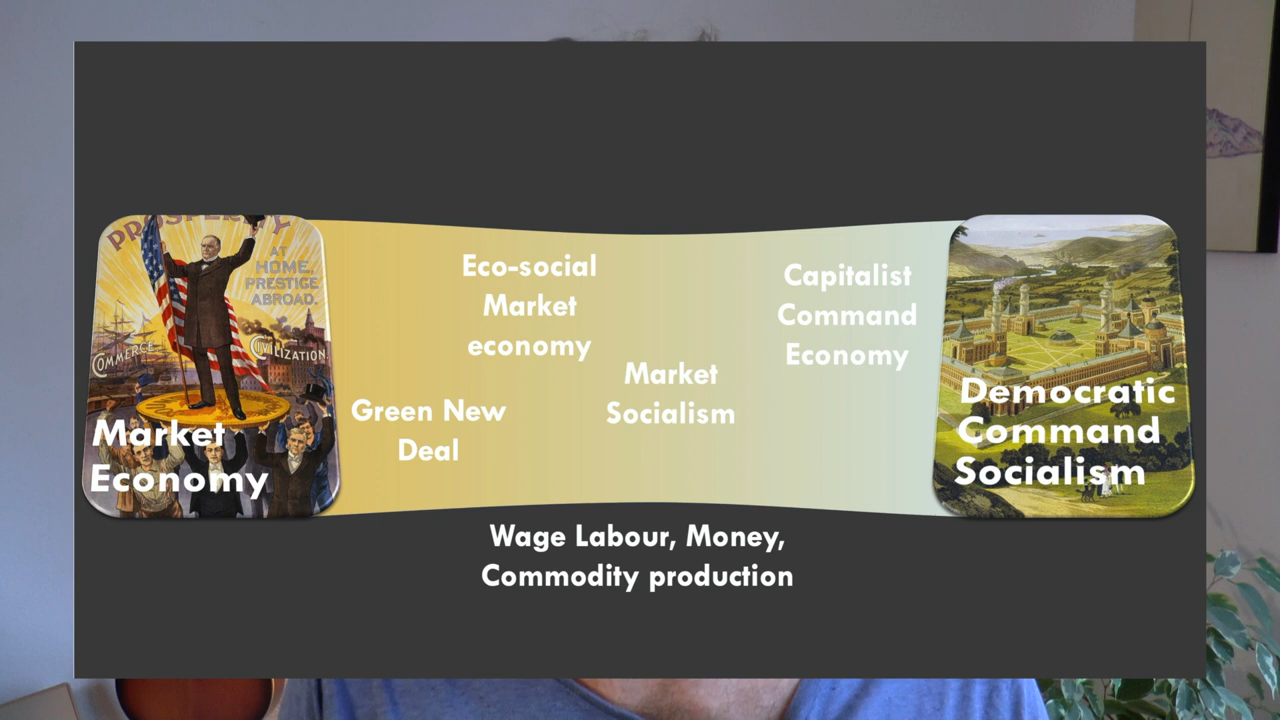 PROSPERITY
AT
HOME,
PRESTIGE
ABROAD.
COMMERCE.
CIVILIZATION
Market
Economy
Green New
Deal
Eco-social
Market
economy
Market
Socialism
Capitalist
Command
Economy
Democratic
Command
Socialism
Wage Labour, Money,
Commodity production